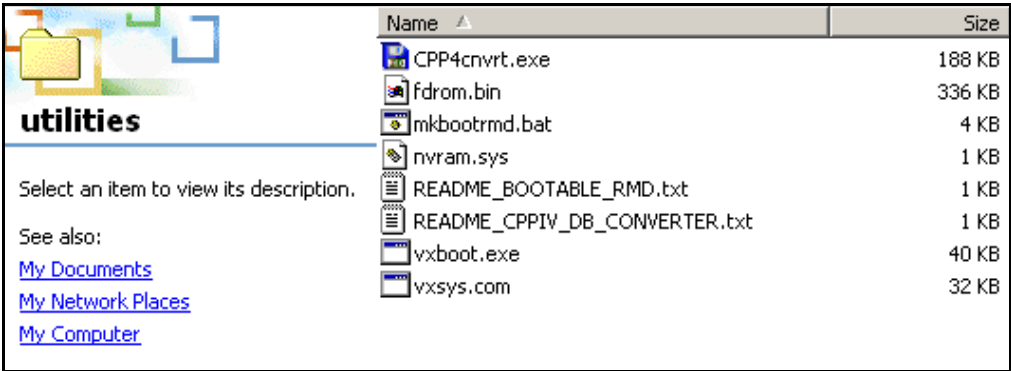 utilities
Select an item to view its description.
See also:
My Documents
My Network Places
My Computer
Name Size
CPP4cnvrt.exe 188 KB
fdrom.bin 336 KB
mkbootrmd.bat 4 KB
nvram.sys 1 KB
README_BOOTABLE_RMD.txt 1 KB
README_CPPIV_DB_CONVERTER.txt 1 KB
vxboot.exe 40 KB
vxsys.com 32 KB